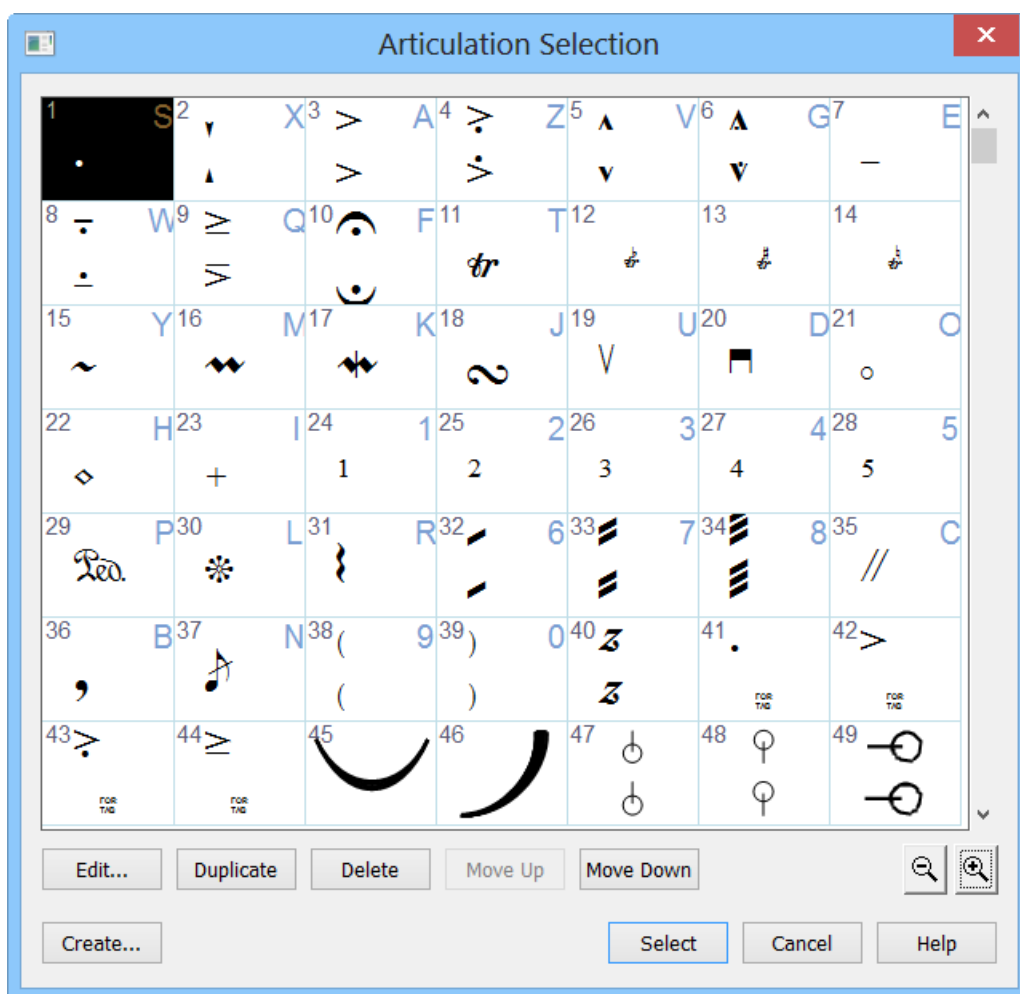 Articulation Selection
1 S 2 X 3 A 4 Z 5 V 6 G 7 E
8 W 9 Q 10 F 11 T 12 13 14
tr
15 Y 16 M 17 K 18 J 19 U 20 D 21 O
22 H 23 I 24 1 25 2 26 3 27 4 28 5
1 2 3 4 5
29 P 30 L 31 R 32 6 33 7 34 8 35 C
Ped.
36 B 37 N 38 ( 9 39 ) 0 40 z 41 42
( ) z FOR TAB FOR TAB
43 44 45 46 47 48 49
FOR TAB FOR TAB
Edit... Duplicate Delete Move Up Move Down
Create... Select Cancel Help